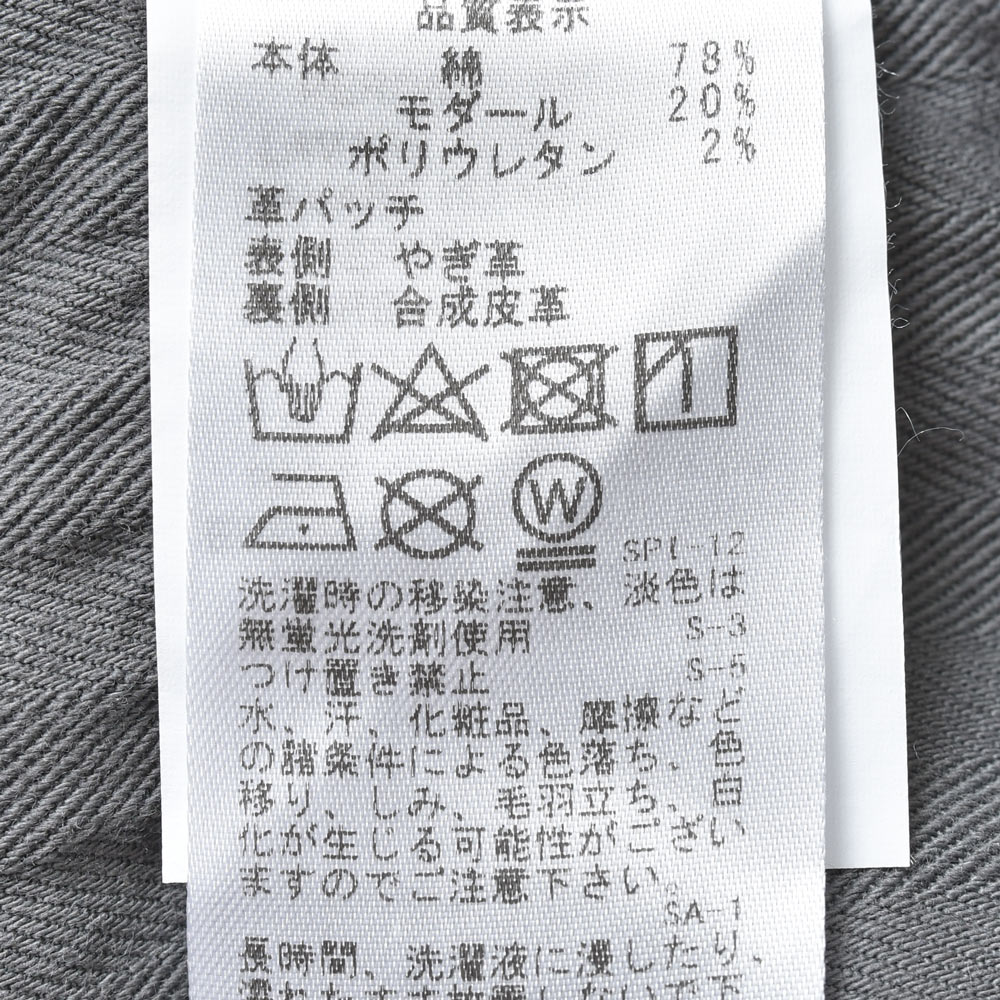 品質表示
本体 綿 78%
モダール 20%
ポリウレタン 2%
革パッチ
表側 やぎ革
裏側 合成皮革
W
SPL-12
洗濯時の移染注意、淡色は
無蛍光洗剤使用 S-3
つけ置き禁止 S-5
水、汗、化粧品、摩擦など
の諸条件による色落ち、色
移り、しみ、毛羽立ち、白
化が生じる可能性がござい
ますのでご注意下さい。
SA-1
長時間、洗濯液に浸したり、